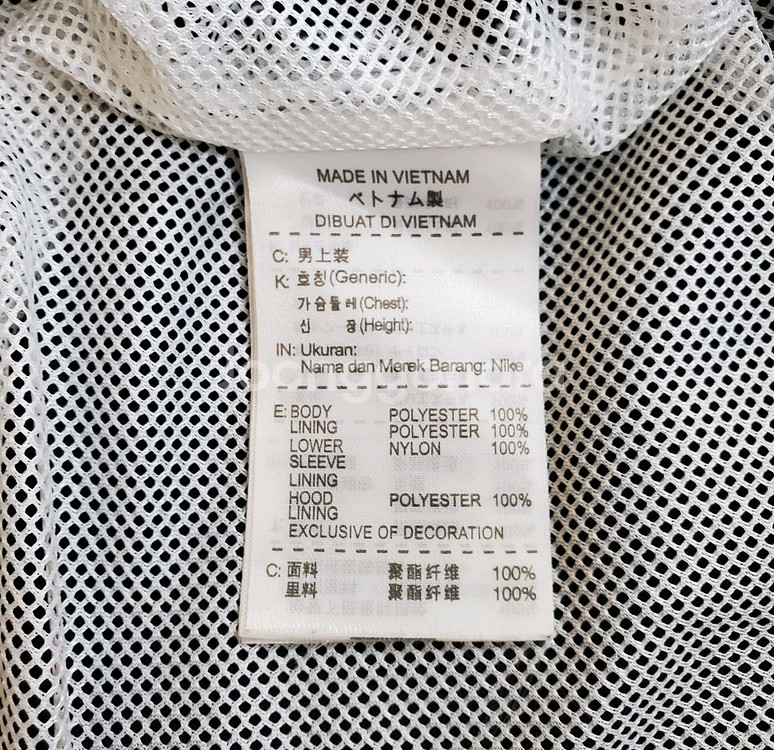 MADE IN VIETNAM
ベトナム製
DIBUAT DI VIETNAM
C: 男上装
K: 호칭(Generic):
가슴둘레(Chest):
신 장(Height):
IN: Ukuran:
Nama dan Merek Barang: Nike
E: BODY POLYESTER 100%
LINING POLYESTER 100%
LOWER NYLON 100%
SLEEVE
LINING
HOOD POLYESTER 100%
LINING
EXCLUSIVE OF DECORATION
C: 面料 聚酯纤维 100%
里料 聚酯纤维 100%